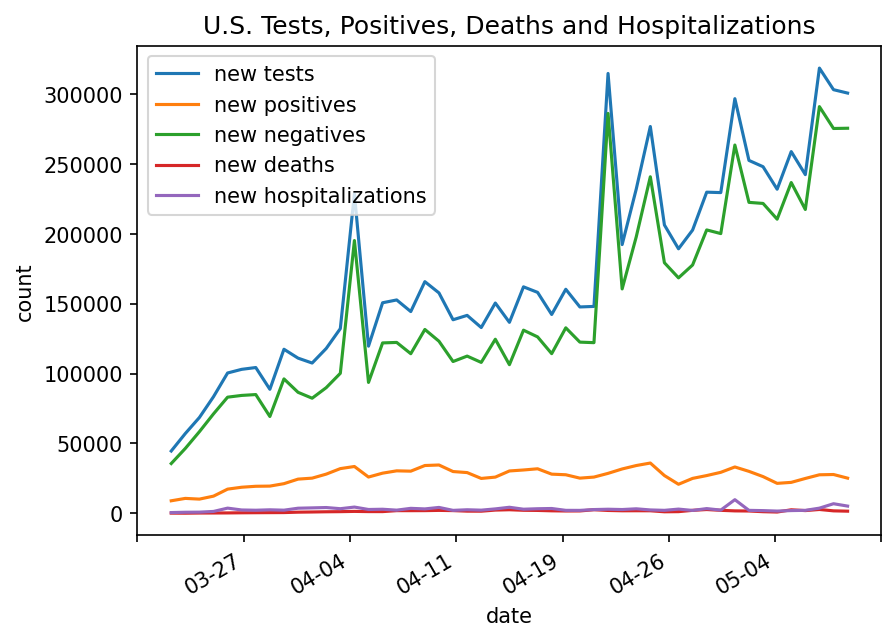 U.S. Tests, Positives, Deaths and Hospitalizations
new tests
new positives
new negatives
new deaths
new hospitalizations
300000
250000
200000
150000
100000
50000
0
count
03-27
04-04
04-11
04-19
04-26
05-04
date